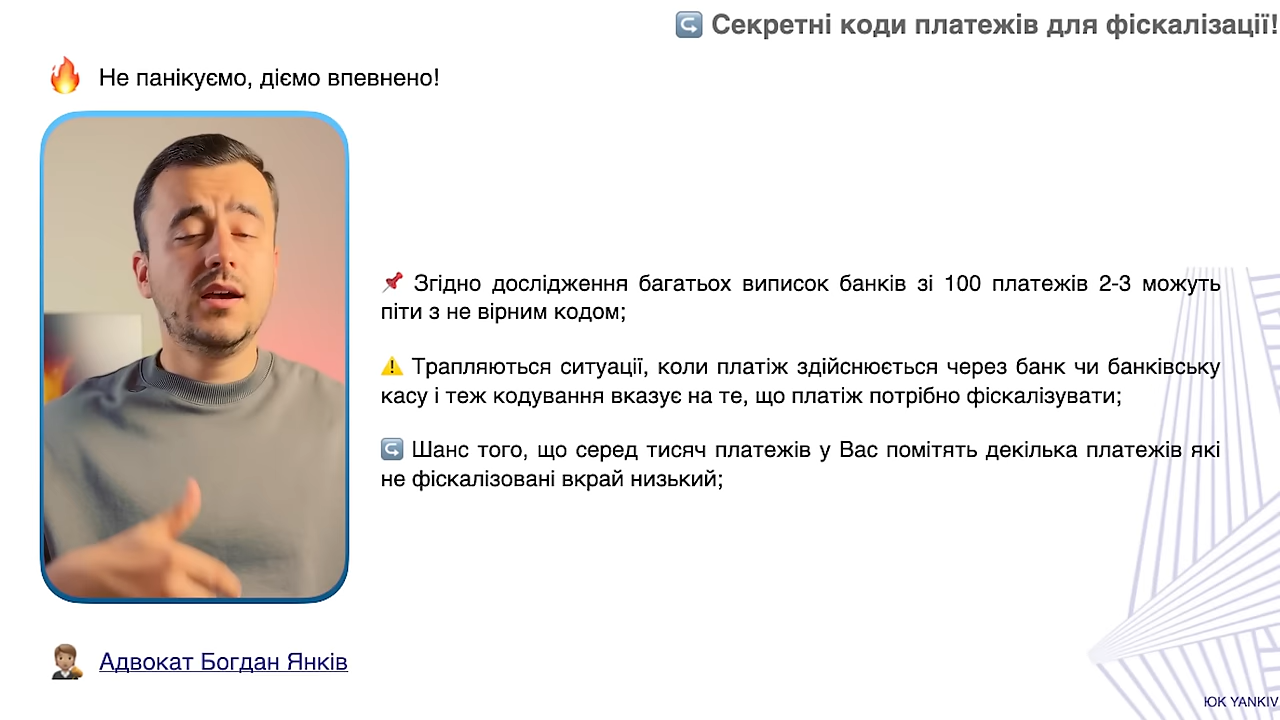 Секретні коди платежів для фіскалізації!
Не панікуємо, діємо впевнено!
Згідно дослідження багатьох виписок банків зі 100 платежів 2-3 можуть
піти з не вірним кодом;
Трапляються ситуації, коли платіж здійснюється через банк чи банківську
касу і теж кодування вказує на те, що платіж потрібно фіскалізувати;
Шанс того, що серед тисяч платежів у Вас помітять декілька платежів які
не фіскалізовані вкрай низький;
Адвокат Богдан Янків
ЮК YANKIV